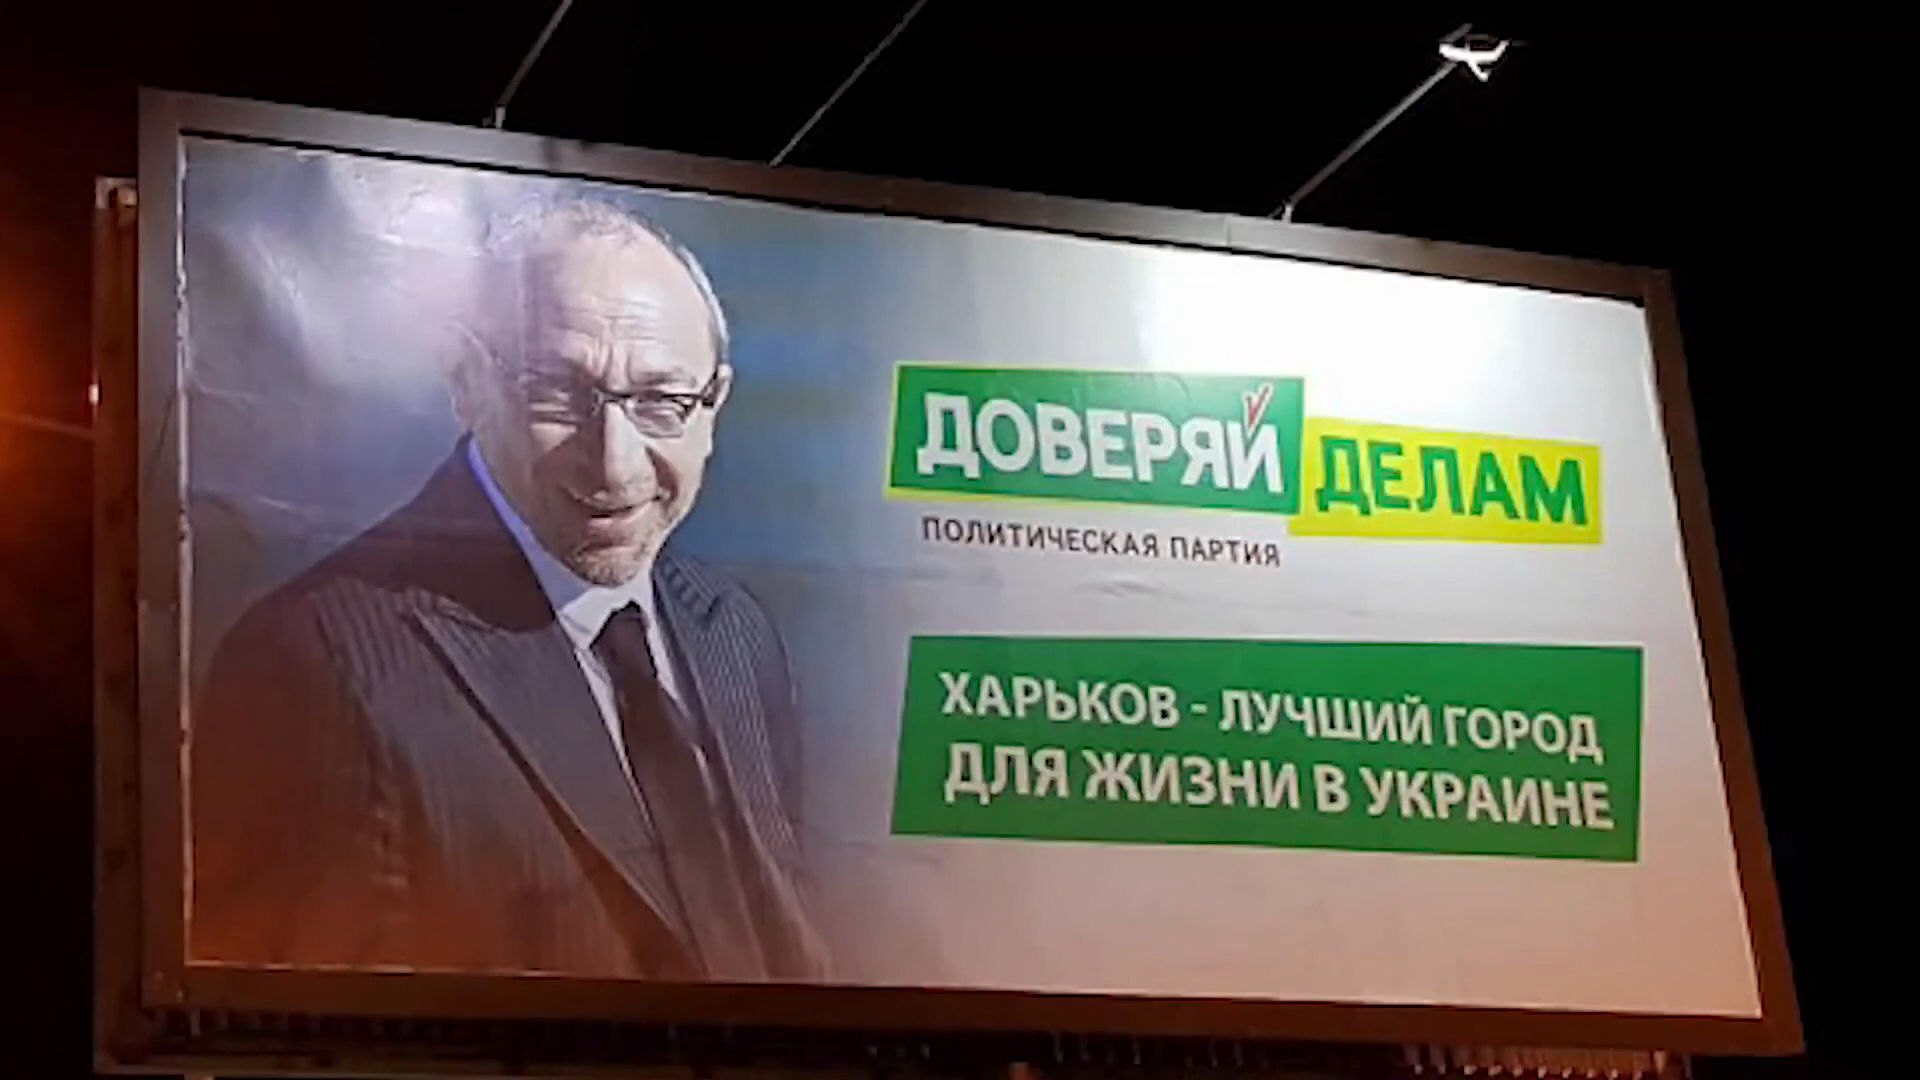 ДОВЕРЯЙ ДЕЛАМ
ПОЛИТИЧЕСКАЯ ПАРТИЯ
ХАРЬКОВ - ЛУЧШИЙ ГОРОД
ДЛЯ ЖИЗНИ В УКРАИНЕ